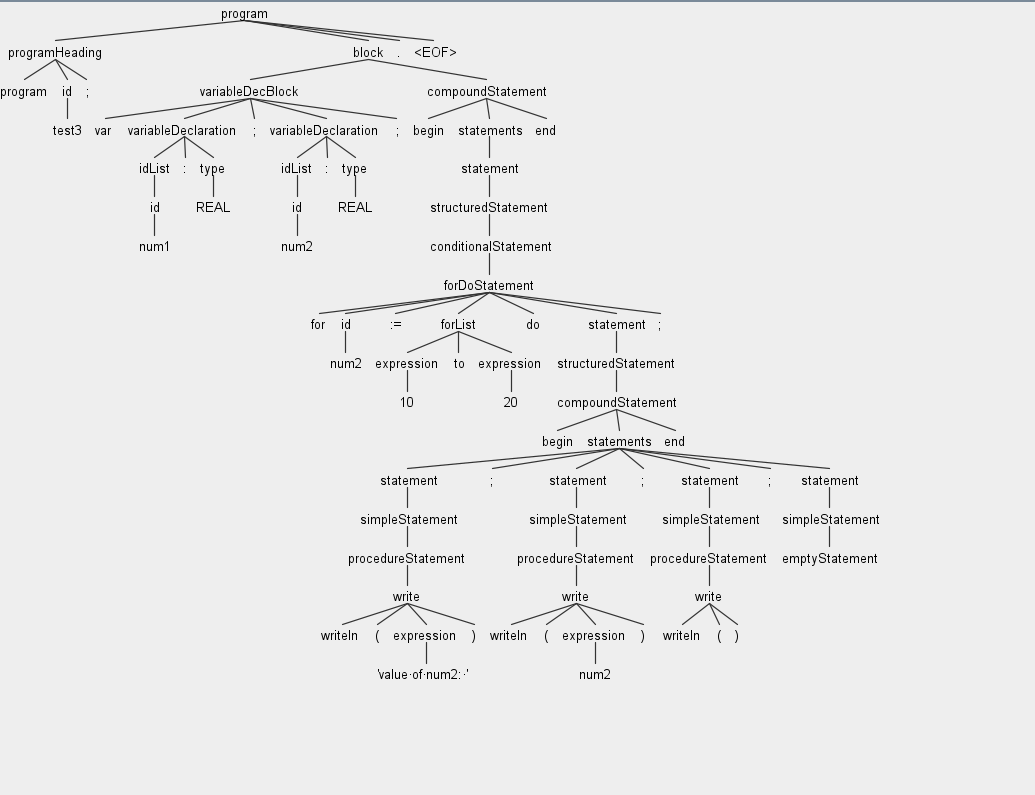 program
programHeading block . <EOF>
program id ; variableDecBlock compoundStatement
test3 var variableDeclaration ; variableDeclaration ; begin statements end
idList : type idList : type statement
id REAL id REAL structuredStatement
num1 num2 conditionalStatement
forDoStatement
for id := forList do statement ;
num2 expression to expression structuredStatement
10 20 compoundStatement
begin statements end
statement ; statement ; statement ; statement
simpleStatement simpleStatement simpleStatement simpleStatement
procedureStatement procedureStatement procedureStatement emptyStatement
write write write
writeln ( expression ) writeln ( expression ) writeln ( )
'value·of·num2:·' num2